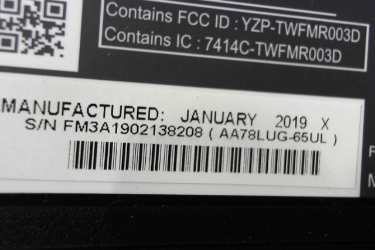 Contains FCC ID : YZP-TWFMR003D
Contains IC : 7414C-TWFMR003D
MANUFACTURED: JANUARY 2019 X
S/N FM3A1902138208 ( AA78LUG-65UL )